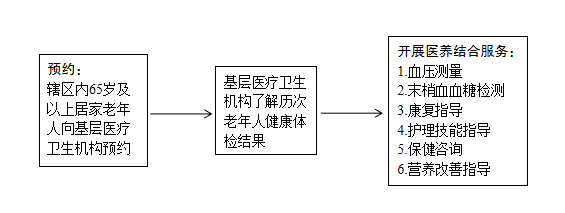 预约：
辖区内65岁及
以上居家老年
人向基层医疗
卫生机构预约
基层医疗卫生
机构了解历次
老年人健康体
检结果
开展医养结合服务：
1.血压测量
2.末梢血血糖检测
3.康复指导
4.护理技能指导
5.保健咨询
6.营养改善指导